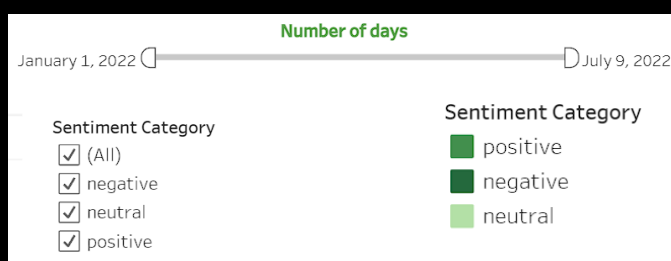 Number of days
January 1, 2022
July 9, 2022
Sentiment Category
(All)
negative
neutral
positive
Sentiment Category
positive
negative
neutral